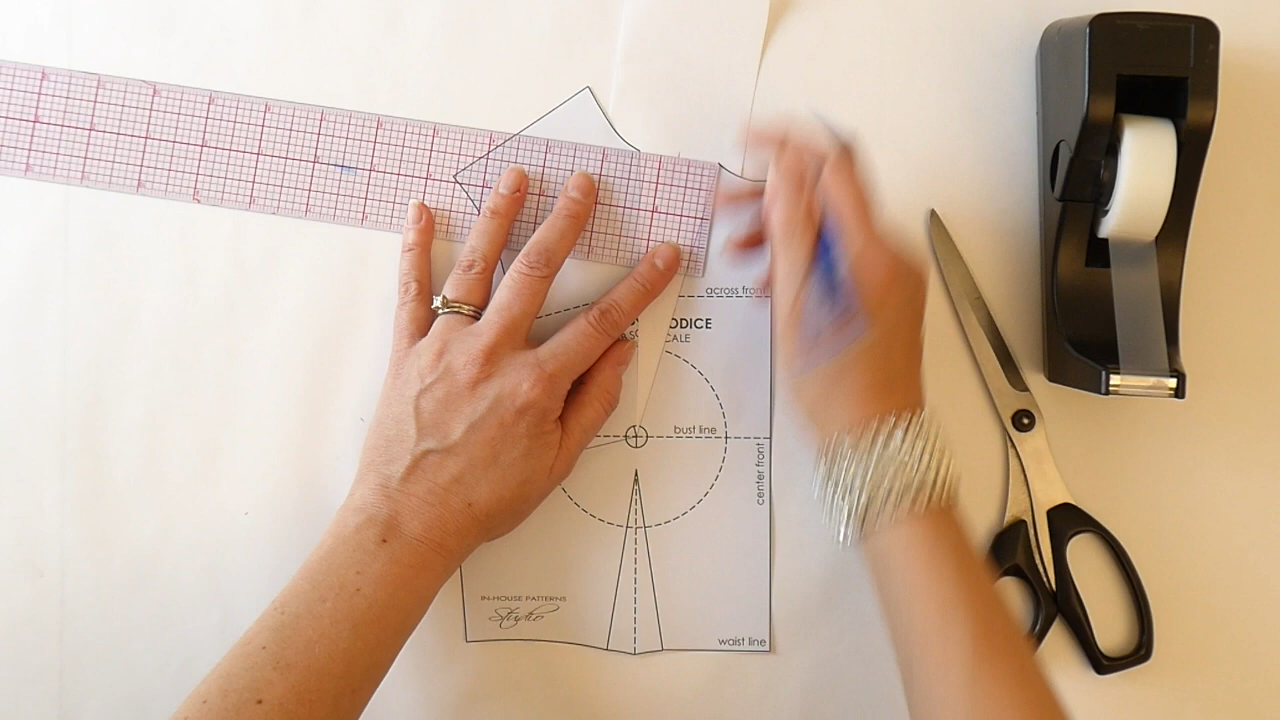 across front
ODICE
CALE
bust line
center front
IN-HOUSE PATTERNS
Studio
waist line